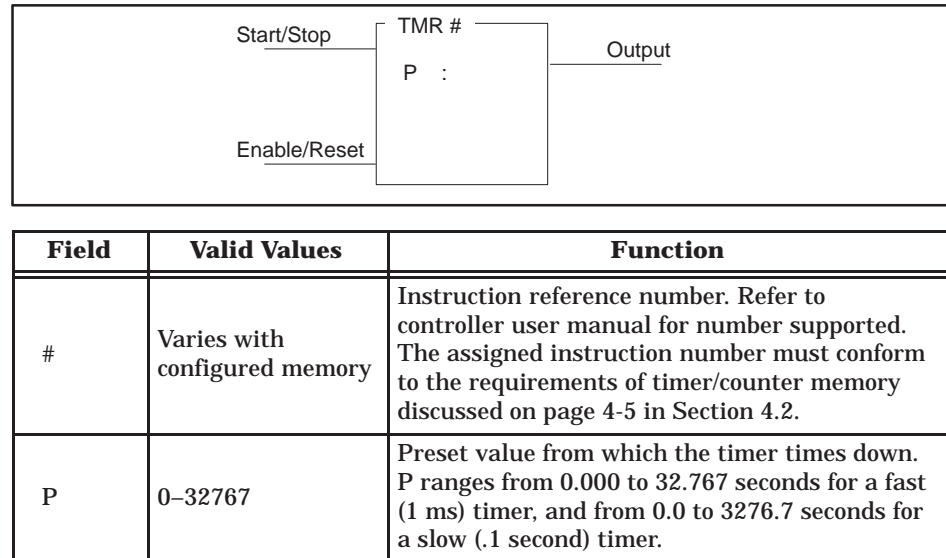 Start/Stop
TMR #
Output
P :
Enable/Reset
Field
Valid Values
Function
#
Varies with
configured memory
Instruction reference number. Refer to
controller user manual for number supported.
The assigned instruction number must conform
to the requirements of timer/counter memory
discussed on page 4-5 in Section 4.2.
P
0–32767
Preset value from which the timer times down.
P ranges from 0.000 to 32.767 seconds for a fast
(1 ms) timer, and from 0.0 to 3276.7 seconds for
a slow (.1 second) timer.